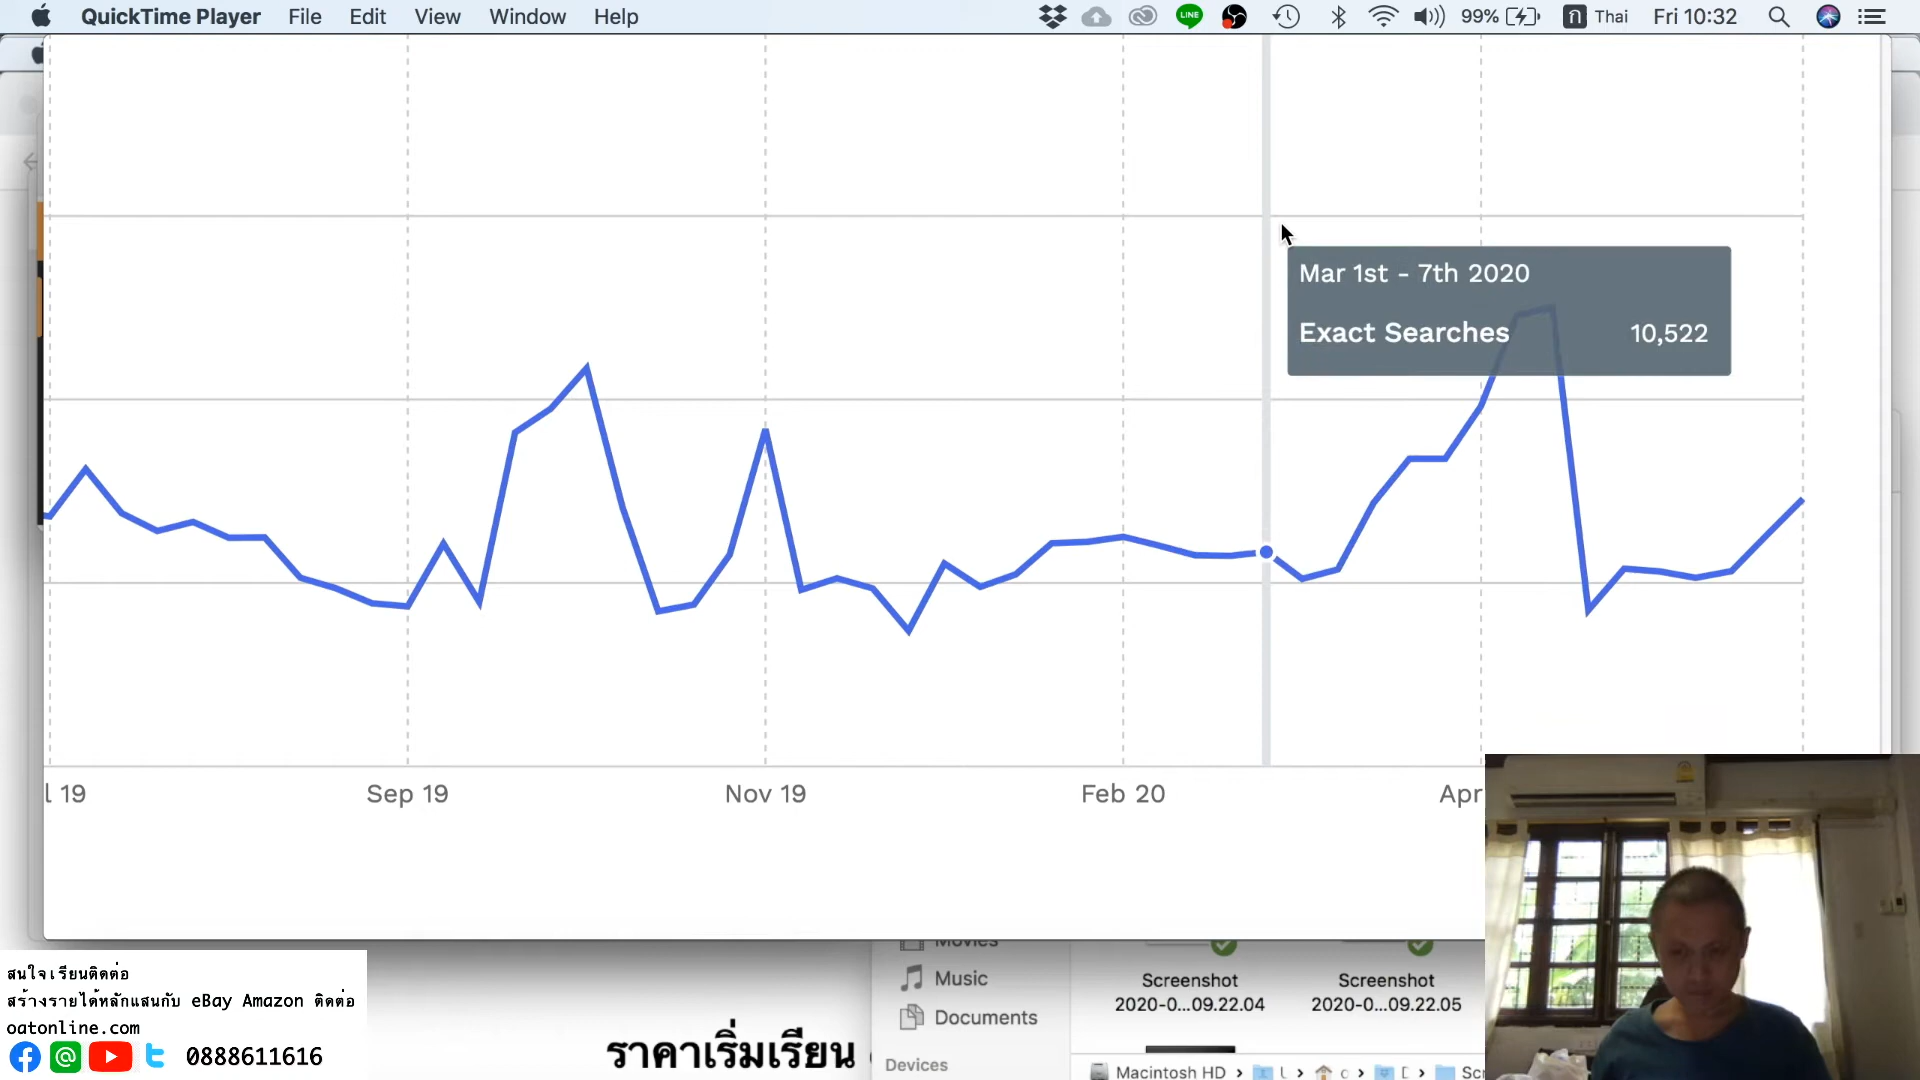 QuickTime Player File Edit View Window Help LINE 99% ก Thai Fri 10:32
Mar 1st - 7th 2020
Exact Searches 10,522
l 19 Sep 19 Nov 19 Feb 20 Apr
Movies
Music
Documents
Devices
Screenshot
2020-0...09.22.04
Screenshot
2020-0...09.22.05
Macintosh HD
สนใจเรียนติดต่อ
สร้างรายได้หลักแสนกับ eBay Amazon ติดต่อ
oatonline.com
0888611616
ราคาเริ่มเรียน